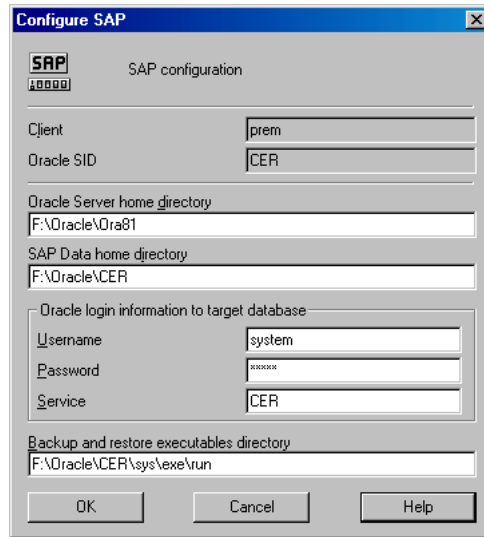 Configure SAP
SAP
SAP configuration
Client prem
Oracle SID CER
Oracle Server home directory
F:\Oracle\Ora81
SAP Data home directory
F:\Oracle\CER
Oracle login information to target database
Username system
Password *****
Service CER
Backup and restore executables directory
F:\Oracle\CER\sys\exe\run
OK Cancel Help